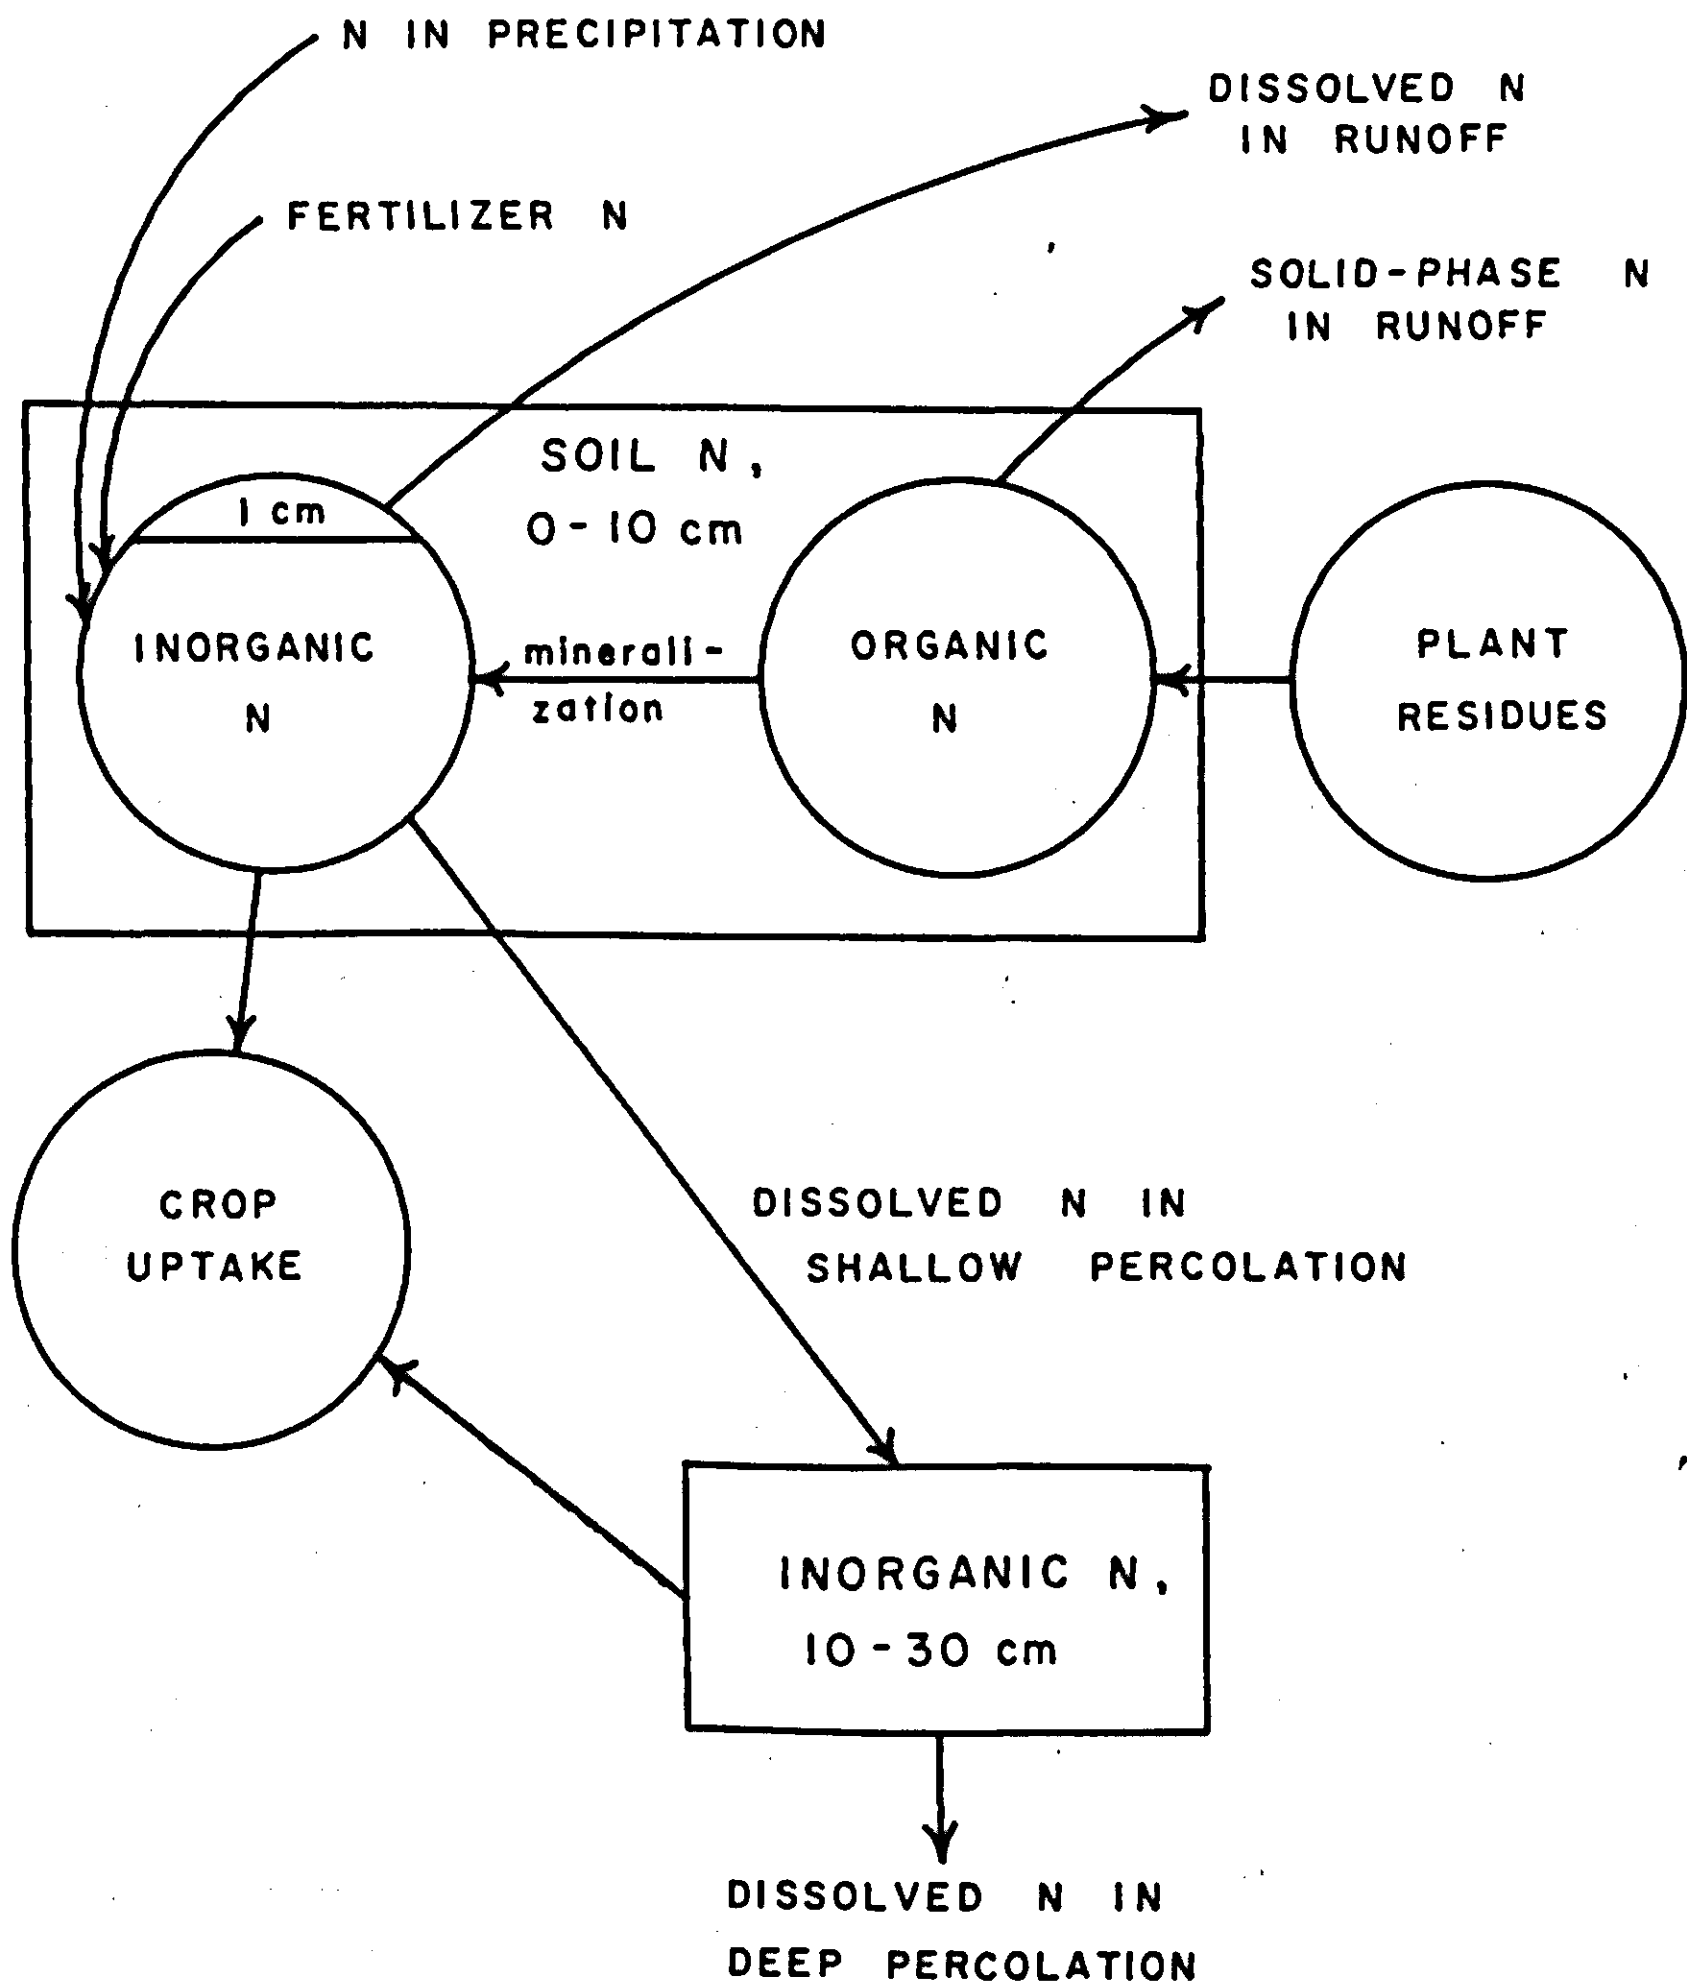 N IN PRECIPITATION
DISSOLVED N
IN RUNOFF
FERTILIZER N
SOLID-PHASE N
IN RUNOFF
SOIL N,
0-10 cm
1 cm
INORGANIC
N
minerali-
zation
ORGANIC
N
PLANT
RESIDUES
CROP
UPTAKE
DISSOLVED N IN
SHALLOW PERCOLATION
INORGANIC N,
10-30 cm
DISSOLVED N IN
DEEP PERCOLATION